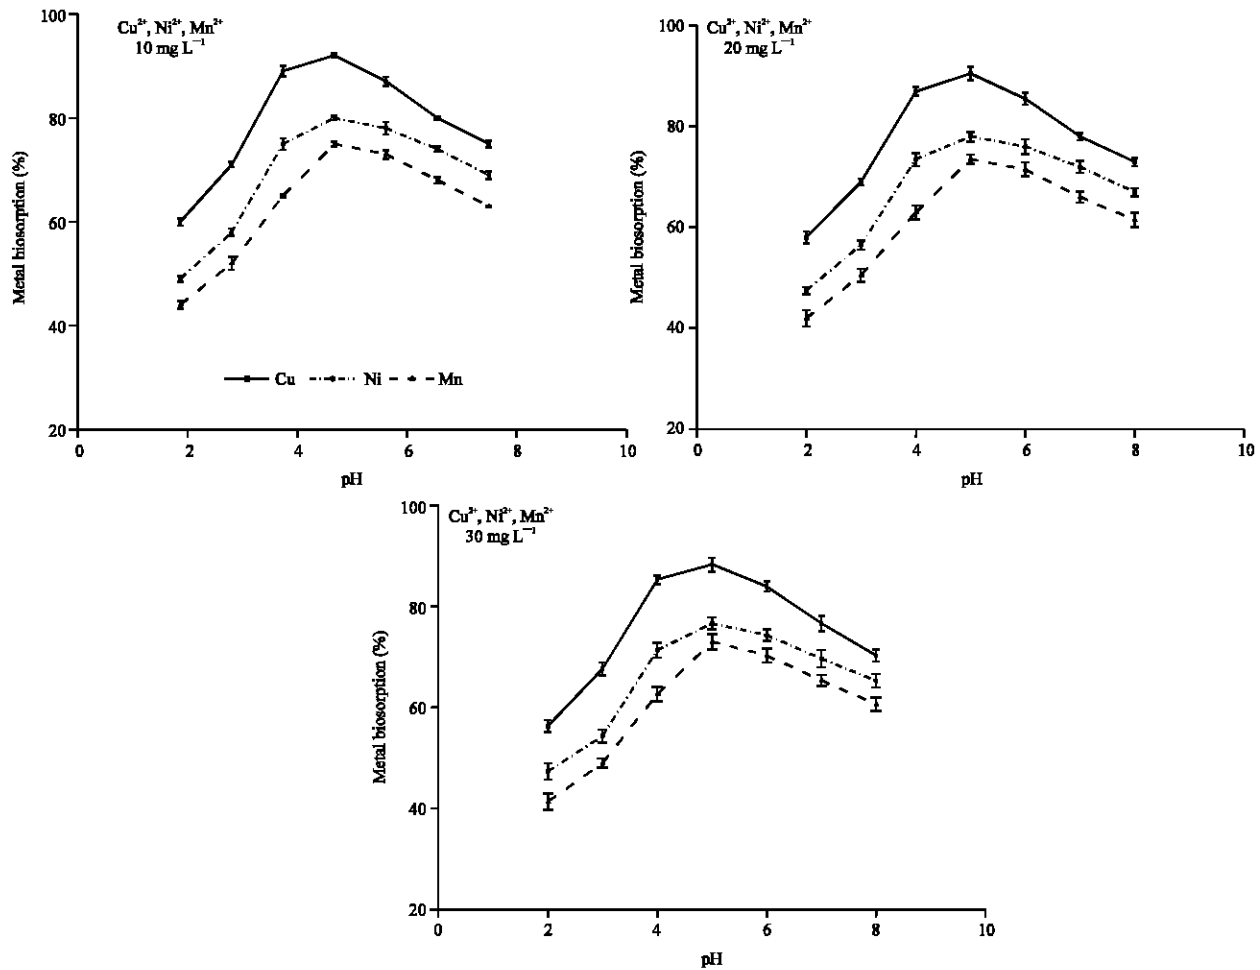 Cu²⁺, Ni²⁺, Mn²⁺
10 mg L⁻¹
100
80
60
40
20
Metal biosorption (%)
Cu Ni Mn
0 2 4 6 8 10
pH
Cu²⁺, Ni²⁺, Mn²⁺
20 mg L⁻¹
100
80
60
40
20
Metal biosorption (%)
0 2 4 6 8 10
pH
Cu²⁺, Ni²⁺, Mn²⁺
30 mg L⁻¹
100
80
60
40
20
Metal biosorption (%)
0 2 4 6 8 10
pH